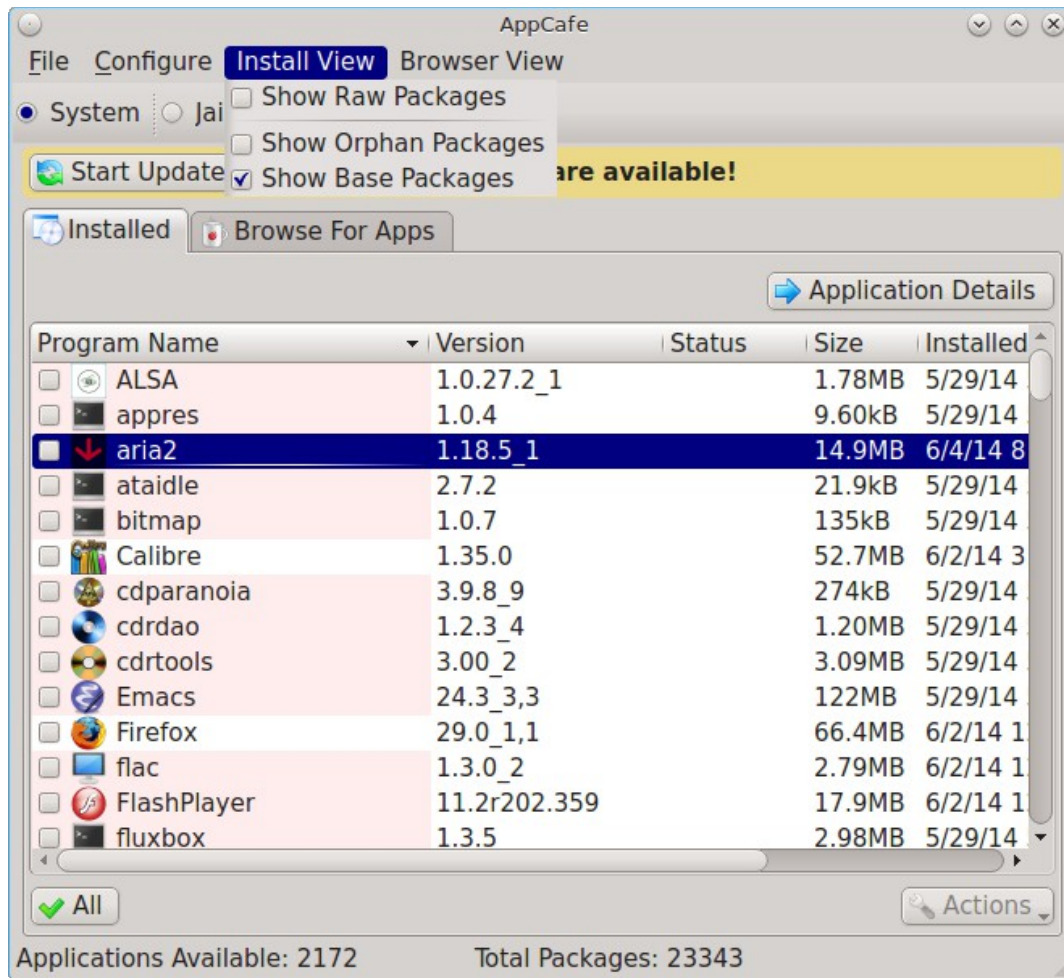 AppCafe
File Configure Install View Browser View
Show Raw Packages
System Jai
Show Orphan Packages
Start Update Show Base Packages are available!
Installed Browse For Apps
Application Details
Program Name Version Status Size Installed
ALSA 1.0.27.2_1 1.78MB 5/29/14
appres 1.0.4 9.60kB 5/29/14
aria2 1.18.5_1 14.9MB 6/4/14 8
ataidle 2.7.2 21.9kB 5/29/14
bitmap 1.0.7 135kB 5/29/14
Calibre 1.35.0 52.7MB 6/2/14 3
cdparanoia 3.9.8_9 274kB 5/29/14
cdrdao 1.2.3_4 1.20MB 5/29/14
cdrtools 3.00_2 3.09MB 5/29/14
Emacs 24.3_3,3 122MB 5/29/14
Firefox 29.0_1,1 66.4MB 6/2/14 1
flac 1.3.0_2 2.79MB 6/2/14 1
FlashPlayer 11.2r202.359 17.9MB 6/2/14 1
fluxbox 1.3.5 2.98MB 5/29/14
All Actions
Applications Available: 2172 Total Packages: 23343